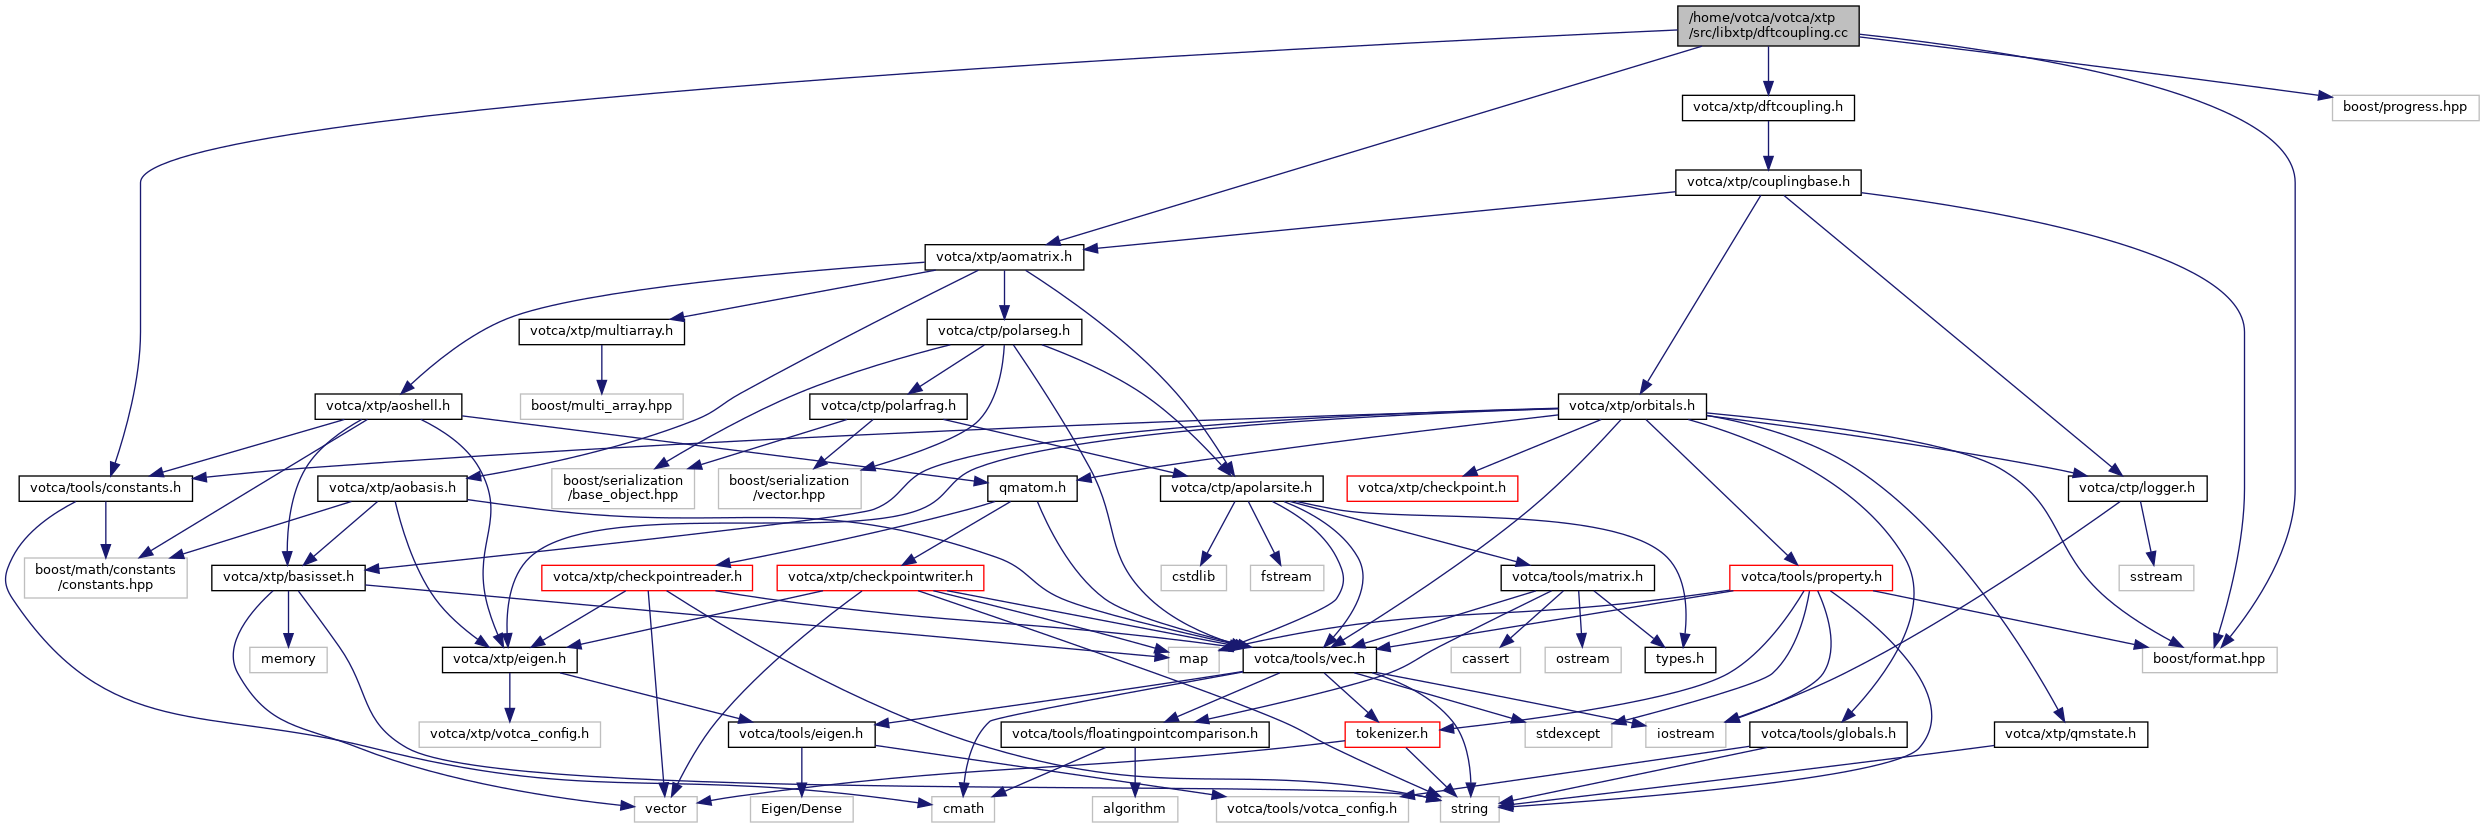 /home/votca/votca/xtp
/src/libxtp/dftcoupling.cc
votca/xtp/dftcoupling.h
boost/progress.hpp
votca/xtp/couplingbase.h
votca/xtp/aomatrix.h
votca/xtp/multiarray.h
votca/ctp/polarseg.h
votca/xtp/aoshell.h
boost/multi_array.hpp
votca/ctp/polarfrag.h
votca/xtp/orbitals.h
votca/tools/constants.h
votca/xtp/aobasis.h
boost/serialization
/base_object.hpp
boost/serialization
/vector.hpp
qmatom.h
votca/ctp/apolarsite.h
votca/xtp/checkpoint.h
votca/ctp/logger.h
boost/math/constants
/constants.hpp
votca/xtp/basisset.h
votca/xtp/checkpointreader.h
votca/xtp/checkpointwriter.h
cstdlib
fstream
votca/tools/matrix.h
votca/tools/property.h
sstream
memory
votca/xtp/eigen.h
map
votca/tools/vec.h
cassert
ostream
types.h
boost/format.hpp
votca/xtp/votca_config.h
votca/tools/eigen.h
votca/tools/floatingpointcomparison.h
tokenizer.h
stdexcept
iostream
votca/tools/globals.h
votca/xtp/qmstate.h
vector
Eigen/Dense
cmath
algorithm
votca/tools/votca_config.h
string